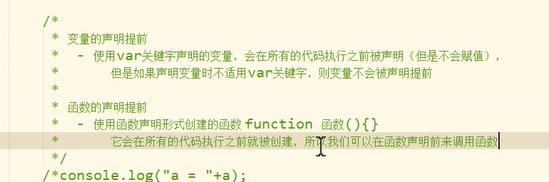 /*
* 变量的声明提前
* - 使用var关键字声明的变量，会在所有的代码执行之前被声明（但是不会赋值），
* 但是如果声明变量时不适用var关键字，则变量不会被声明提前
*
* 函数的声明提前
* - 使用函数声明形式创建的函数 function 函数(){}
* 它会在所有的代码执行之前就被创建，所以我们可以在函数声明前来调用函数
*/
/*console.log("a = "+a);